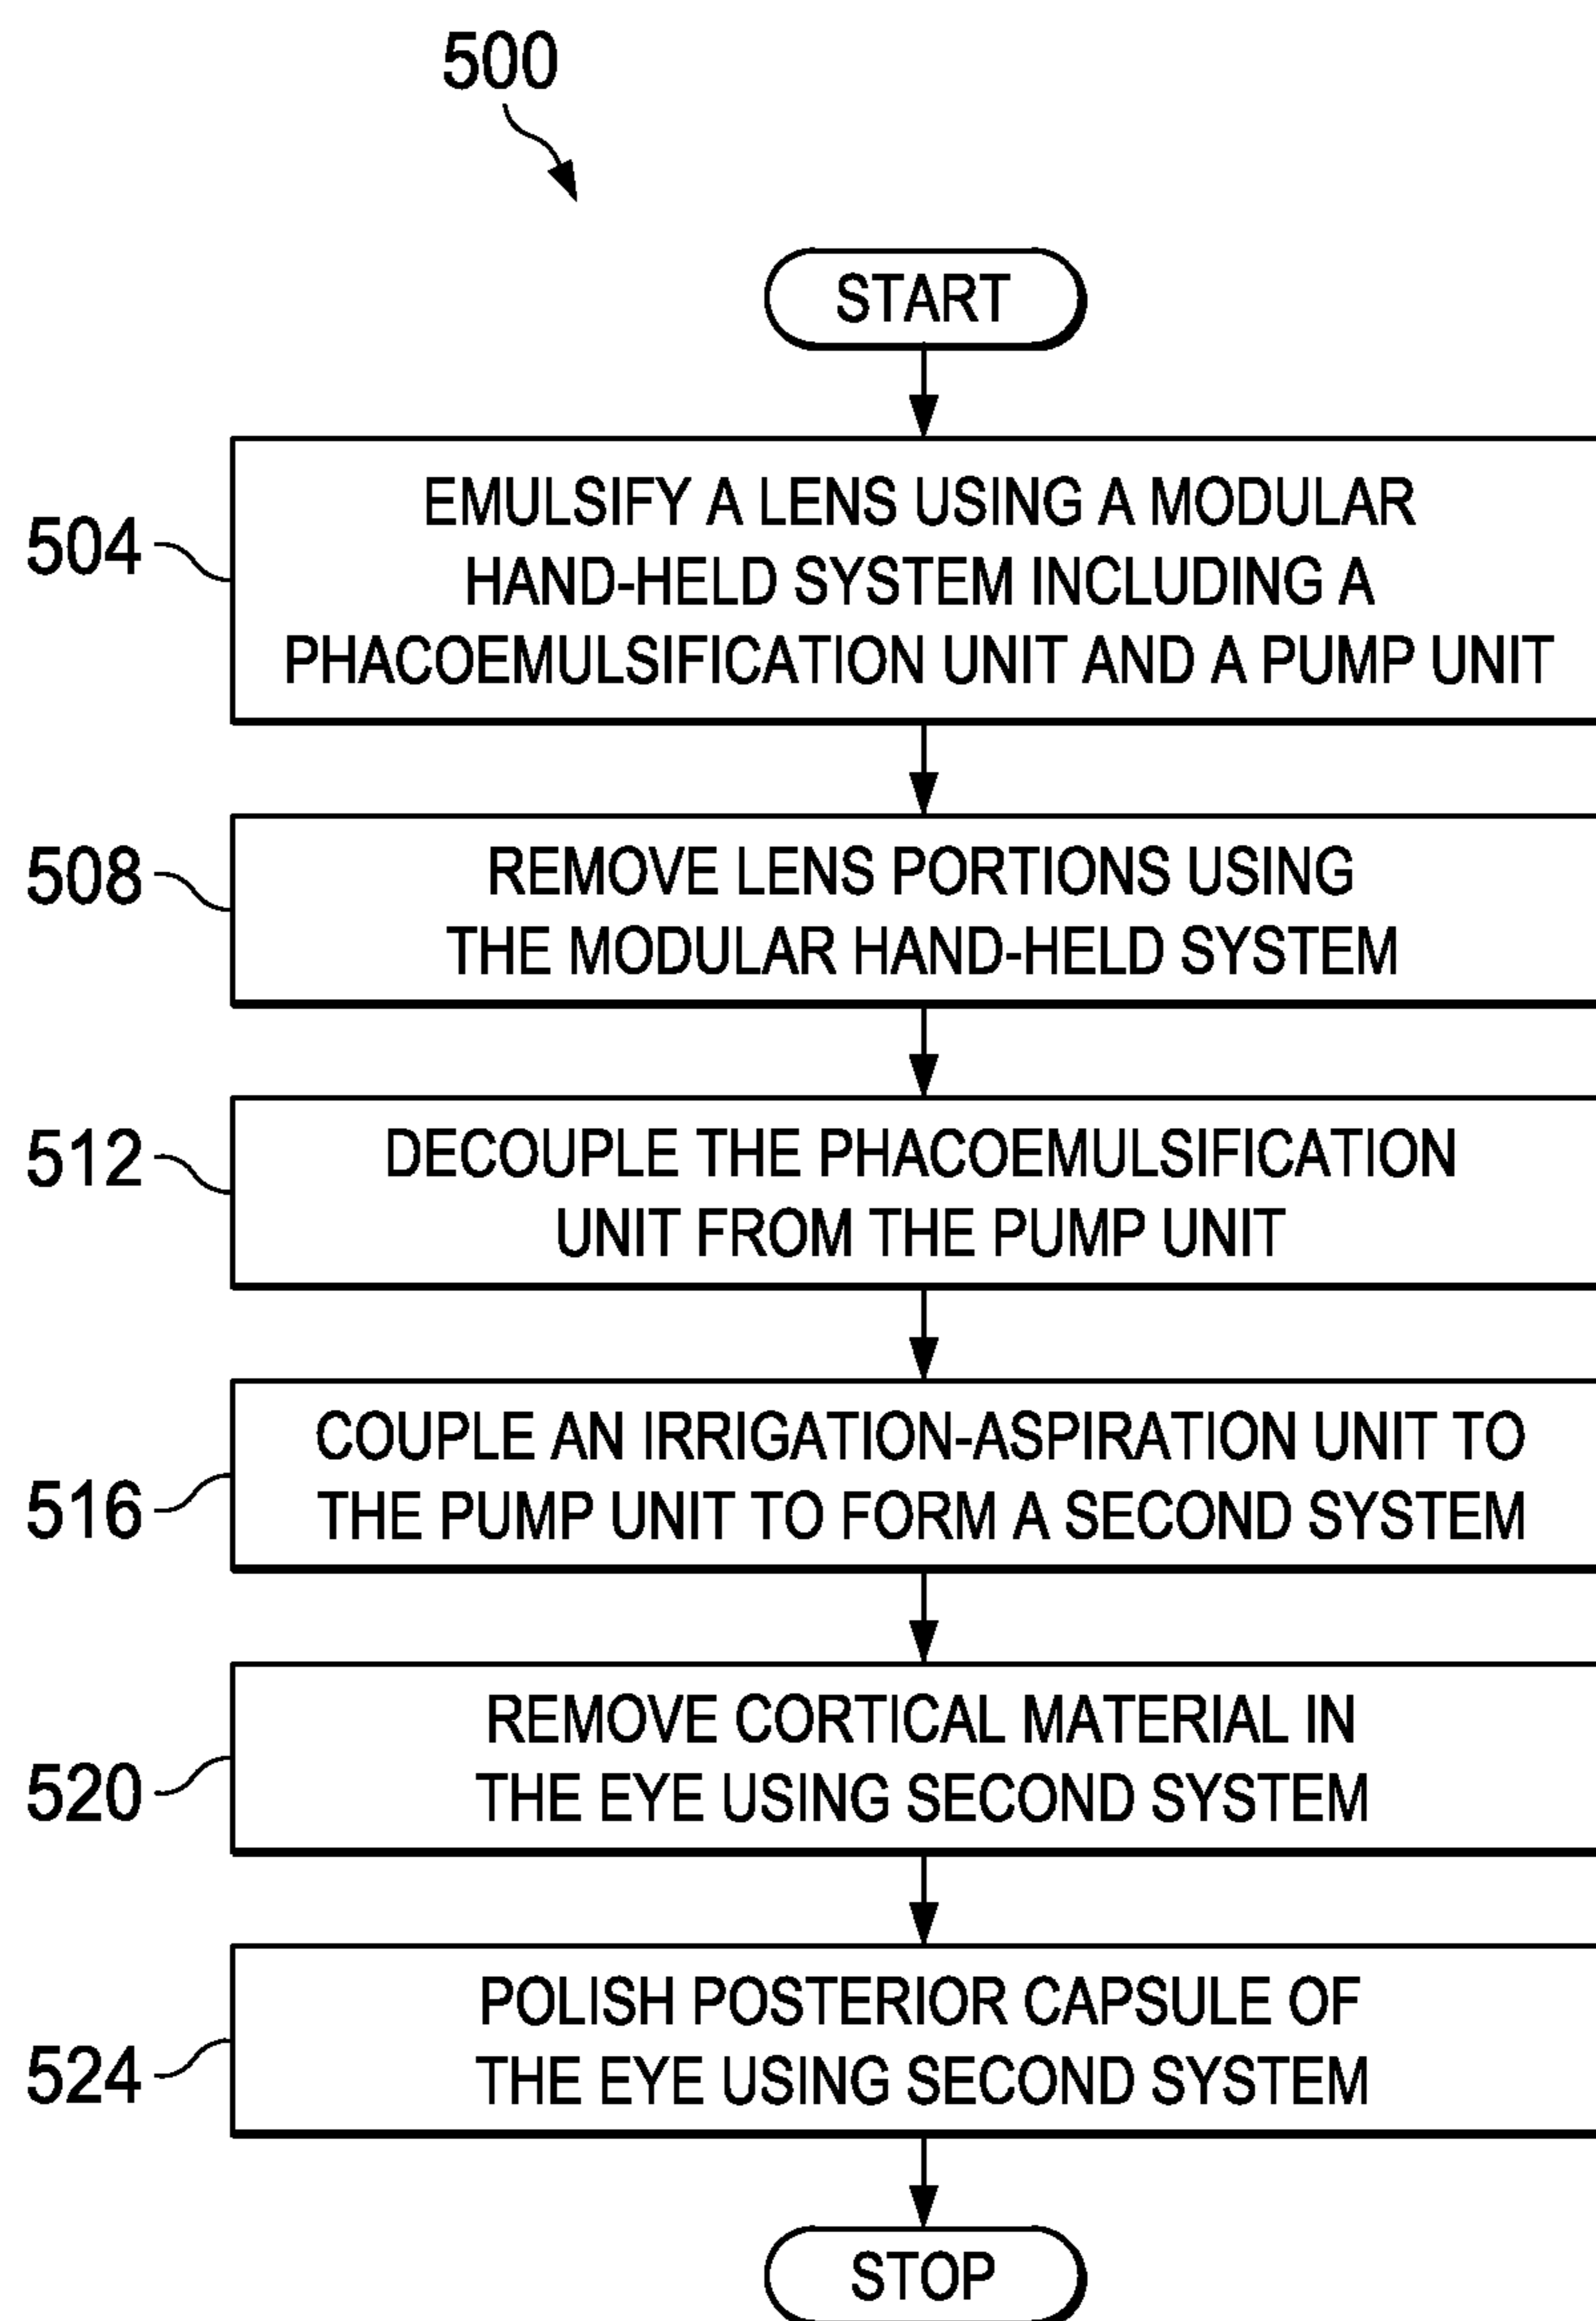 500
START
504
EMULSIFY A LENS USING A MODULAR
HAND-HELD SYSTEM INCLUDING A
PHACOEMULSIFICATION UNIT AND A PUMP UNIT
508
REMOVE LENS PORTIONS USING
THE MODULAR HAND-HELD SYSTEM
512
DECOUPLE THE PHACOEMULSIFICATION
UNIT FROM THE PUMP UNIT
516
COUPLE AN IRRIGATION-ASPIRATION UNIT TO
THE PUMP UNIT TO FORM A SECOND SYSTEM
520
REMOVE CORTICAL MATERIAL IN
THE EYE USING SECOND SYSTEM
524
POLISH POSTERIOR CAPSULE OF
THE EYE USING SECOND SYSTEM
STOP